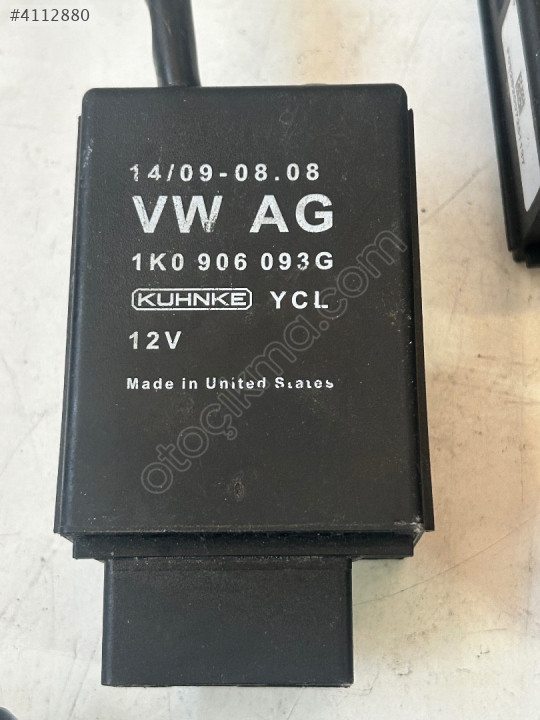 #4112880
14/09-08.08
VW AG
1K0 906 093G
KUHNKE YCL
12V
Made in United States
otoçıkma.com